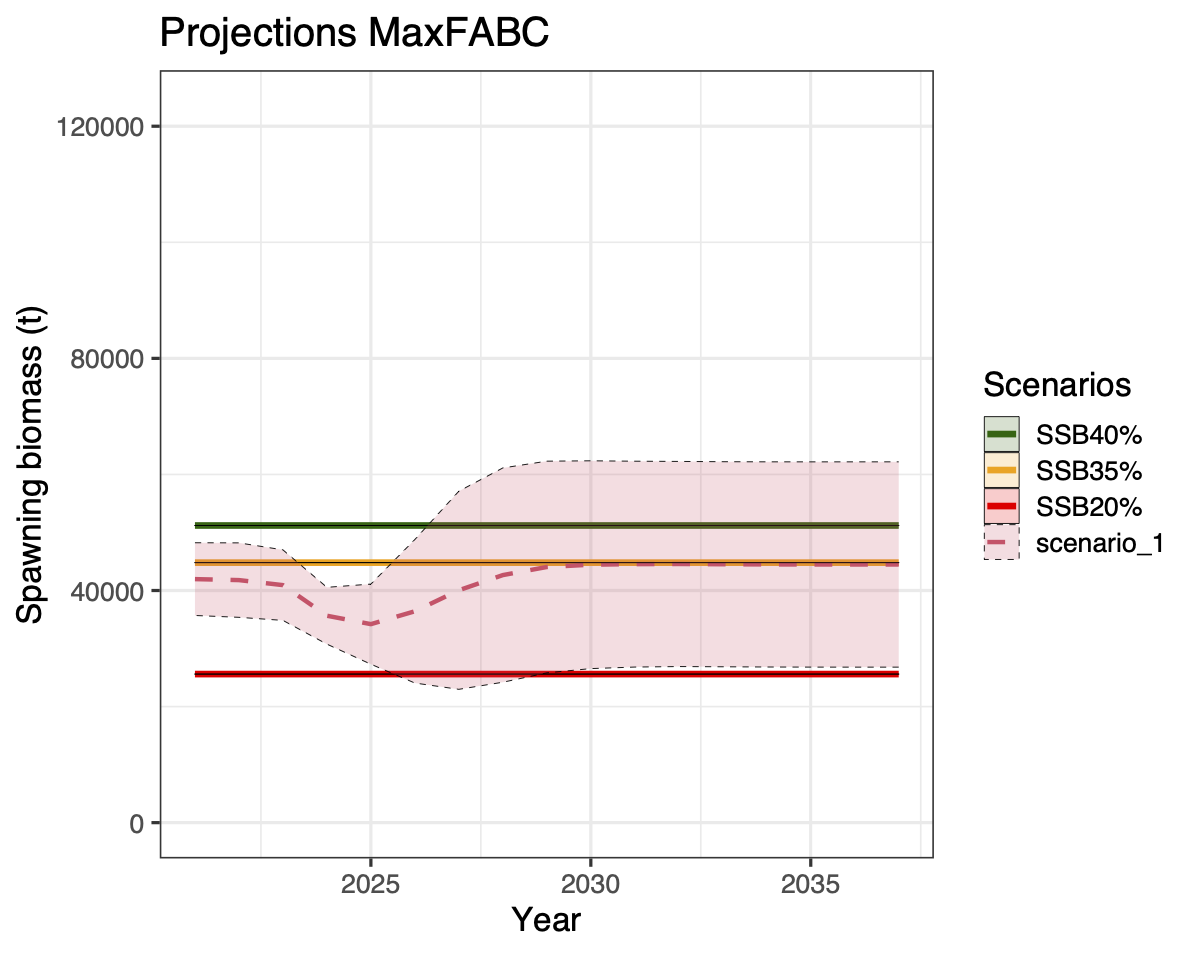 Projections MaxFABC
120000
80000
40000
0
Spawning biomass (t)
2025
2030
2035
Year
Scenarios
SSB40%
SSB35%
SSB20%
scenario_1